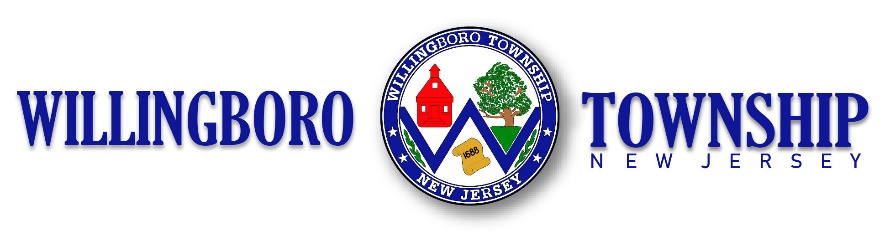 WILLINGBORO
WILLINGBORO TOWNSHIP
W
1688
NEW JERSEY
TOWNSHIP
NEW JERSEY